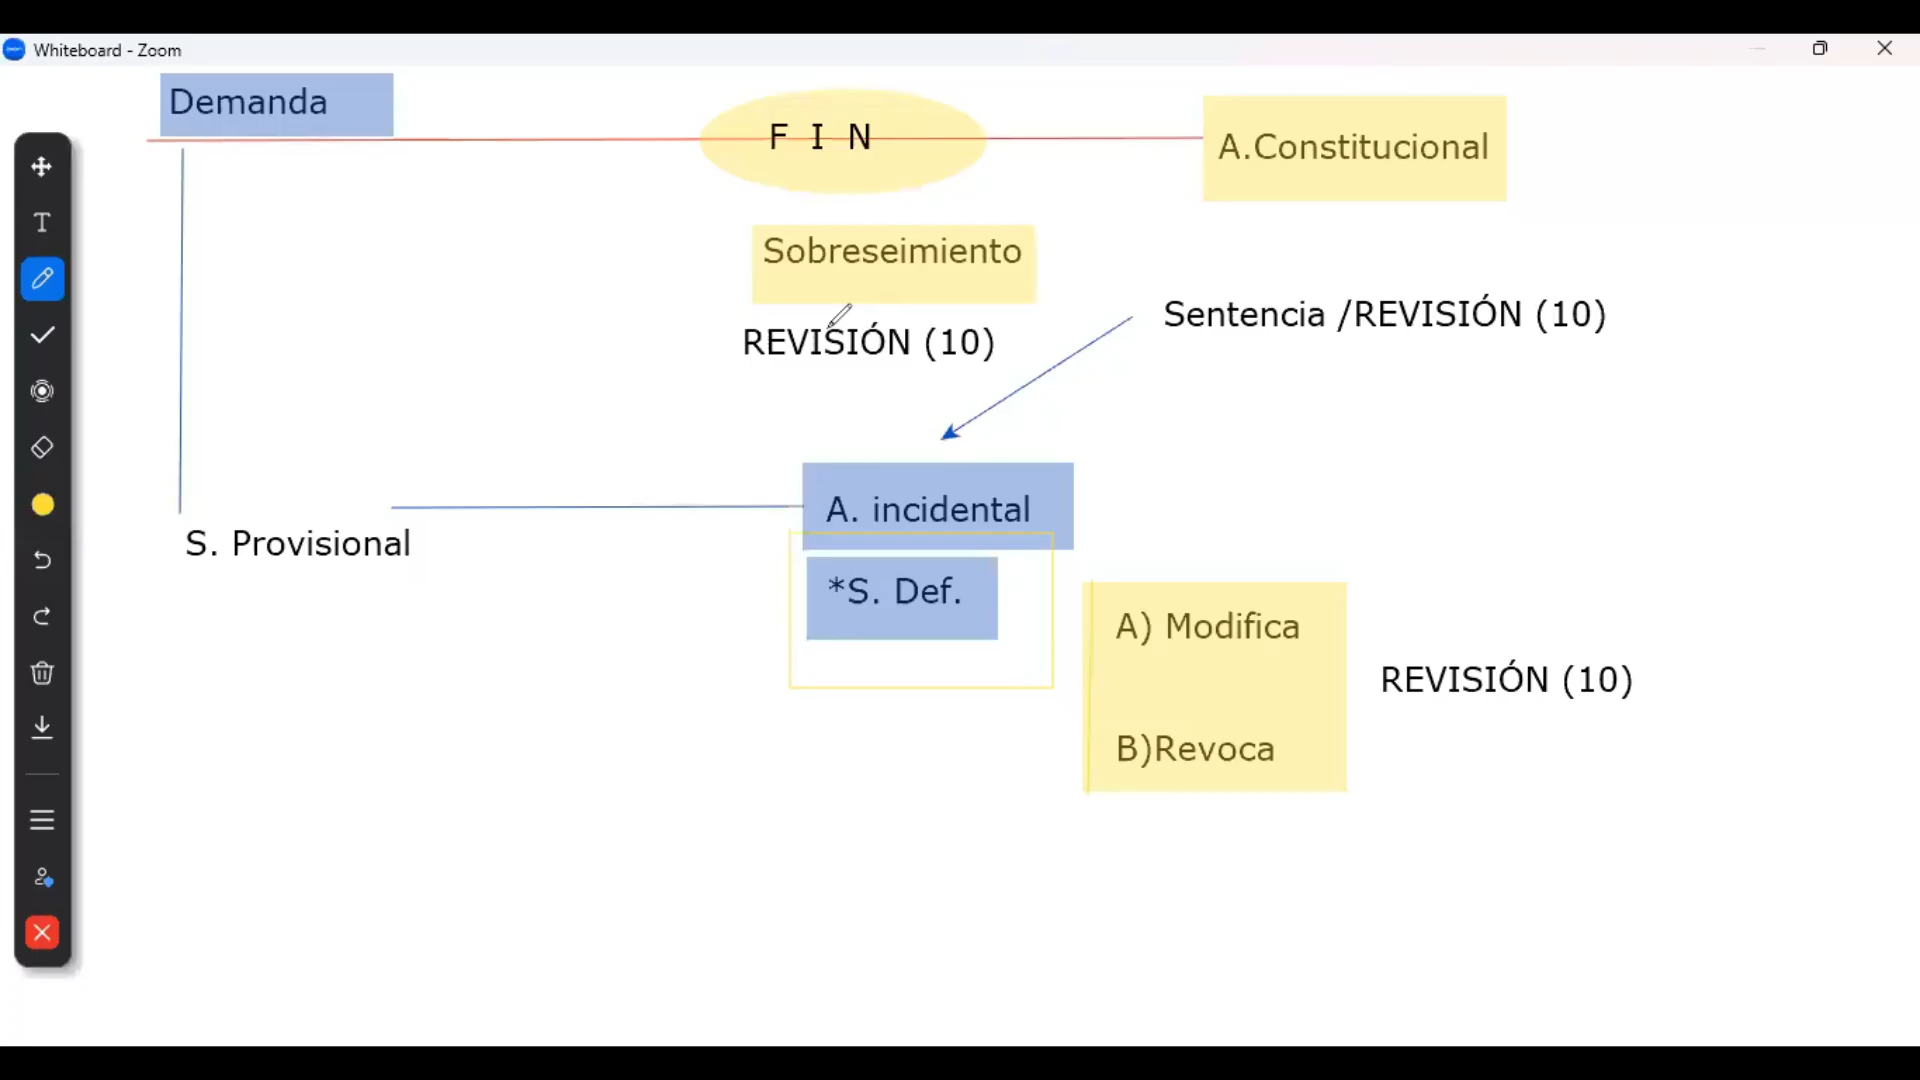 Whiteboard - Zoom
Demanda
F I N
A.Constitucional
Sobreseimiento
Sentencia /REVISIÓN (10)
REVISIÓN (10)
A. incidental
S. Provisional
*S. Def.
A) Modifica
REVISIÓN (10)
B)Revoca